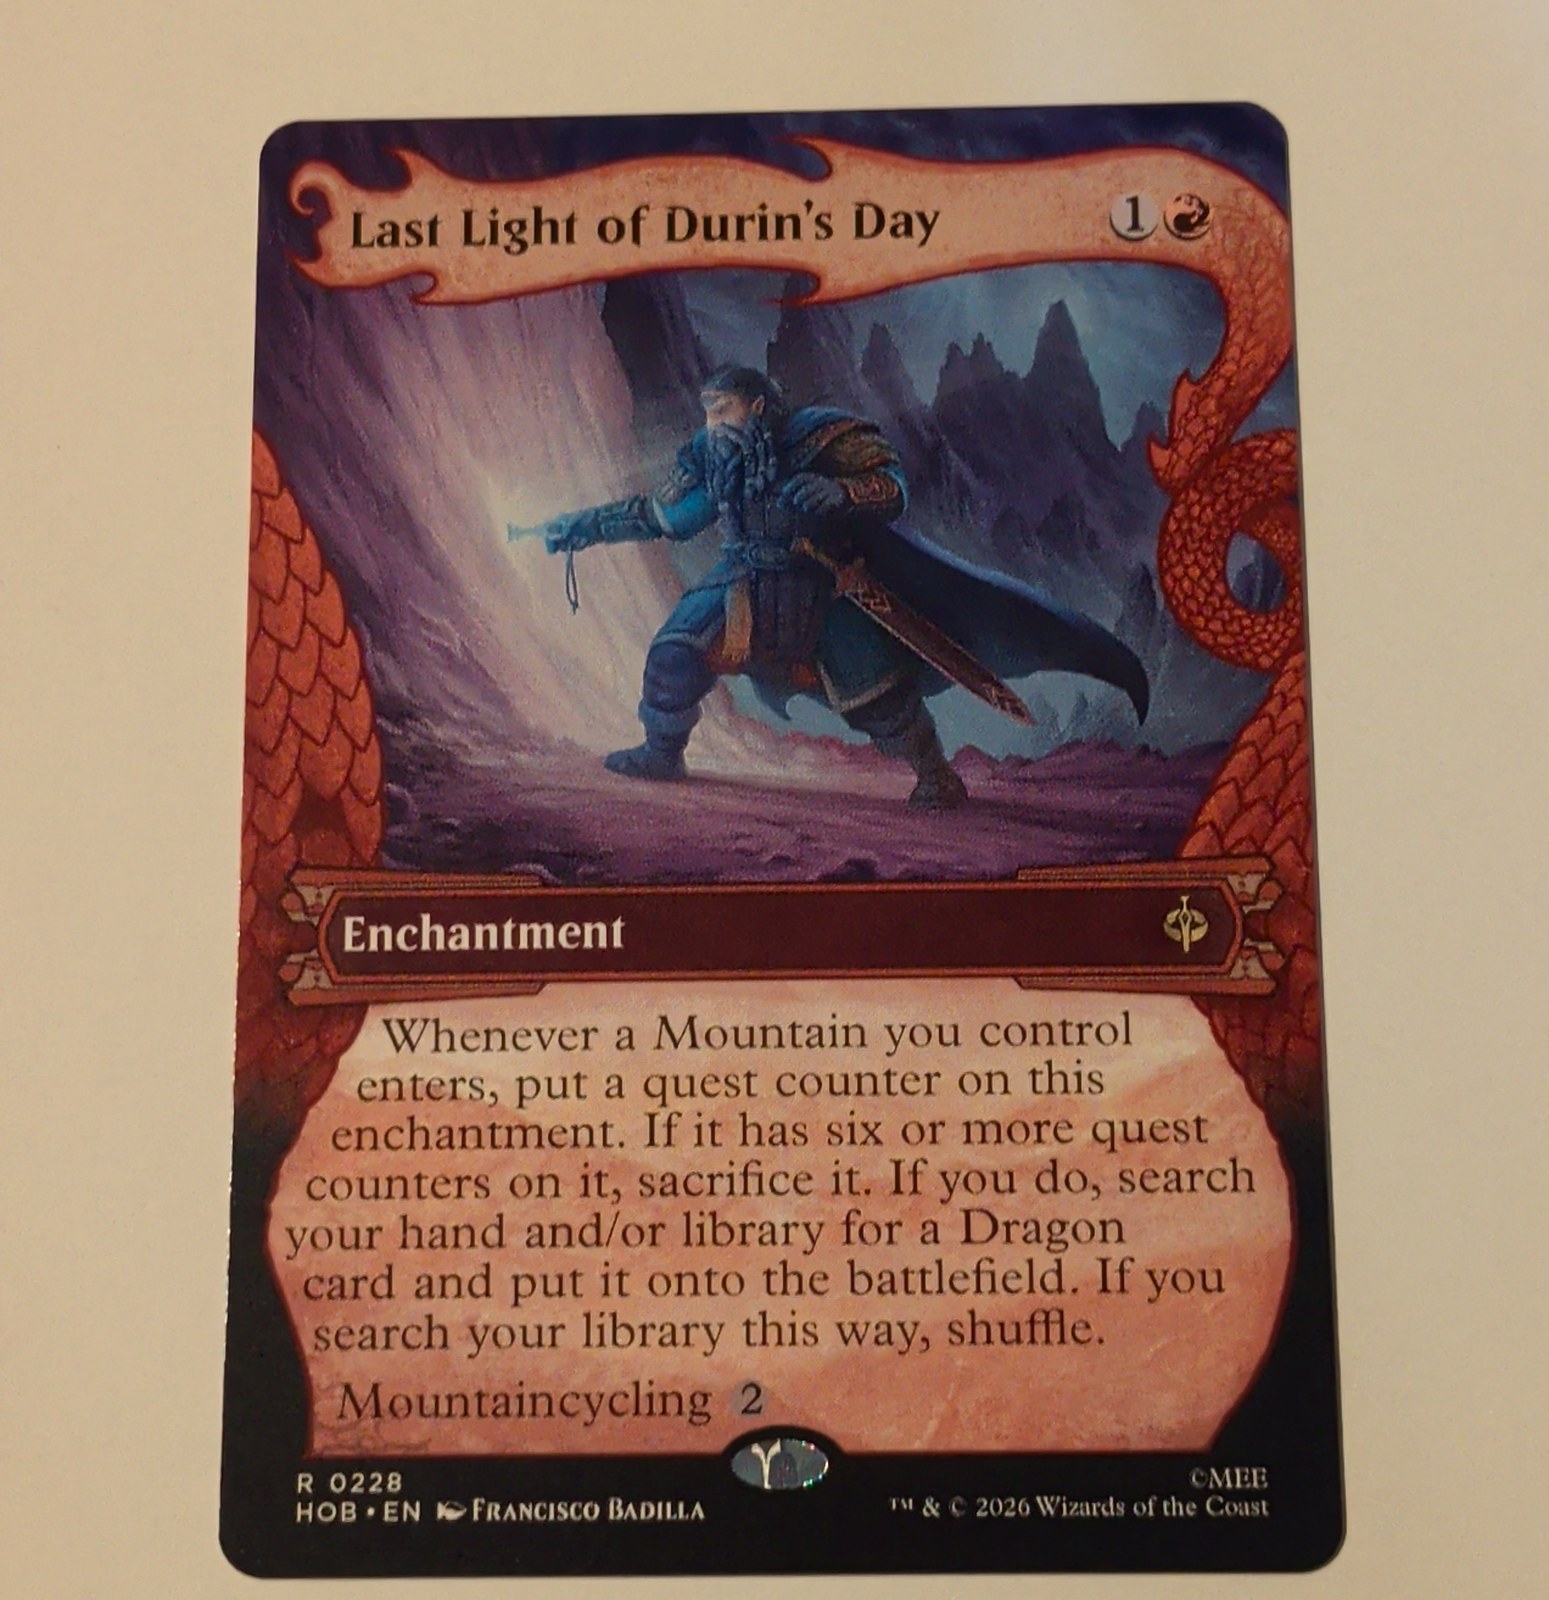 Last Light of Durin's Day 1
Enchantment
Whenever a Mountain you control
enters, put a quest counter on this
enchantment. If it has six or more quest
counters on it, sacrifice it. If you do, search
your hand and/or library for a Dragon
card and put it onto the battlefield. If you
search your library this way, shuffle.
Mountaincycling 2
R 0228
HOB • EN FRANCISCO BADILLA
©MEE
™ & © 2026 Wizards of the Coast